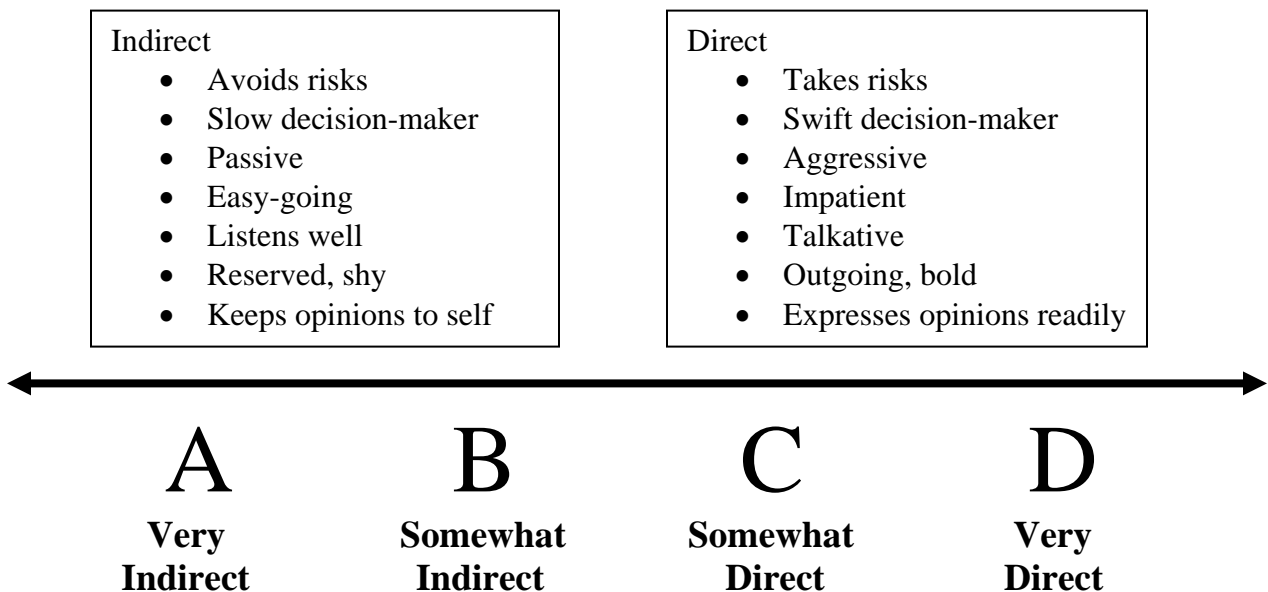 Indirect
• Avoids risks
• Slow decision-maker
• Passive
• Easy-going
• Listens well
• Reserved, shy
• Keeps opinions to self
Direct
• Takes risks
• Swift decision-maker
• Aggressive
• Impatient
• Talkative
• Outgoing, bold
• Expresses opinions readily
A
Very
Indirect
B
Somewhat
Indirect
C
Somewhat
Direct
D
Very
Direct